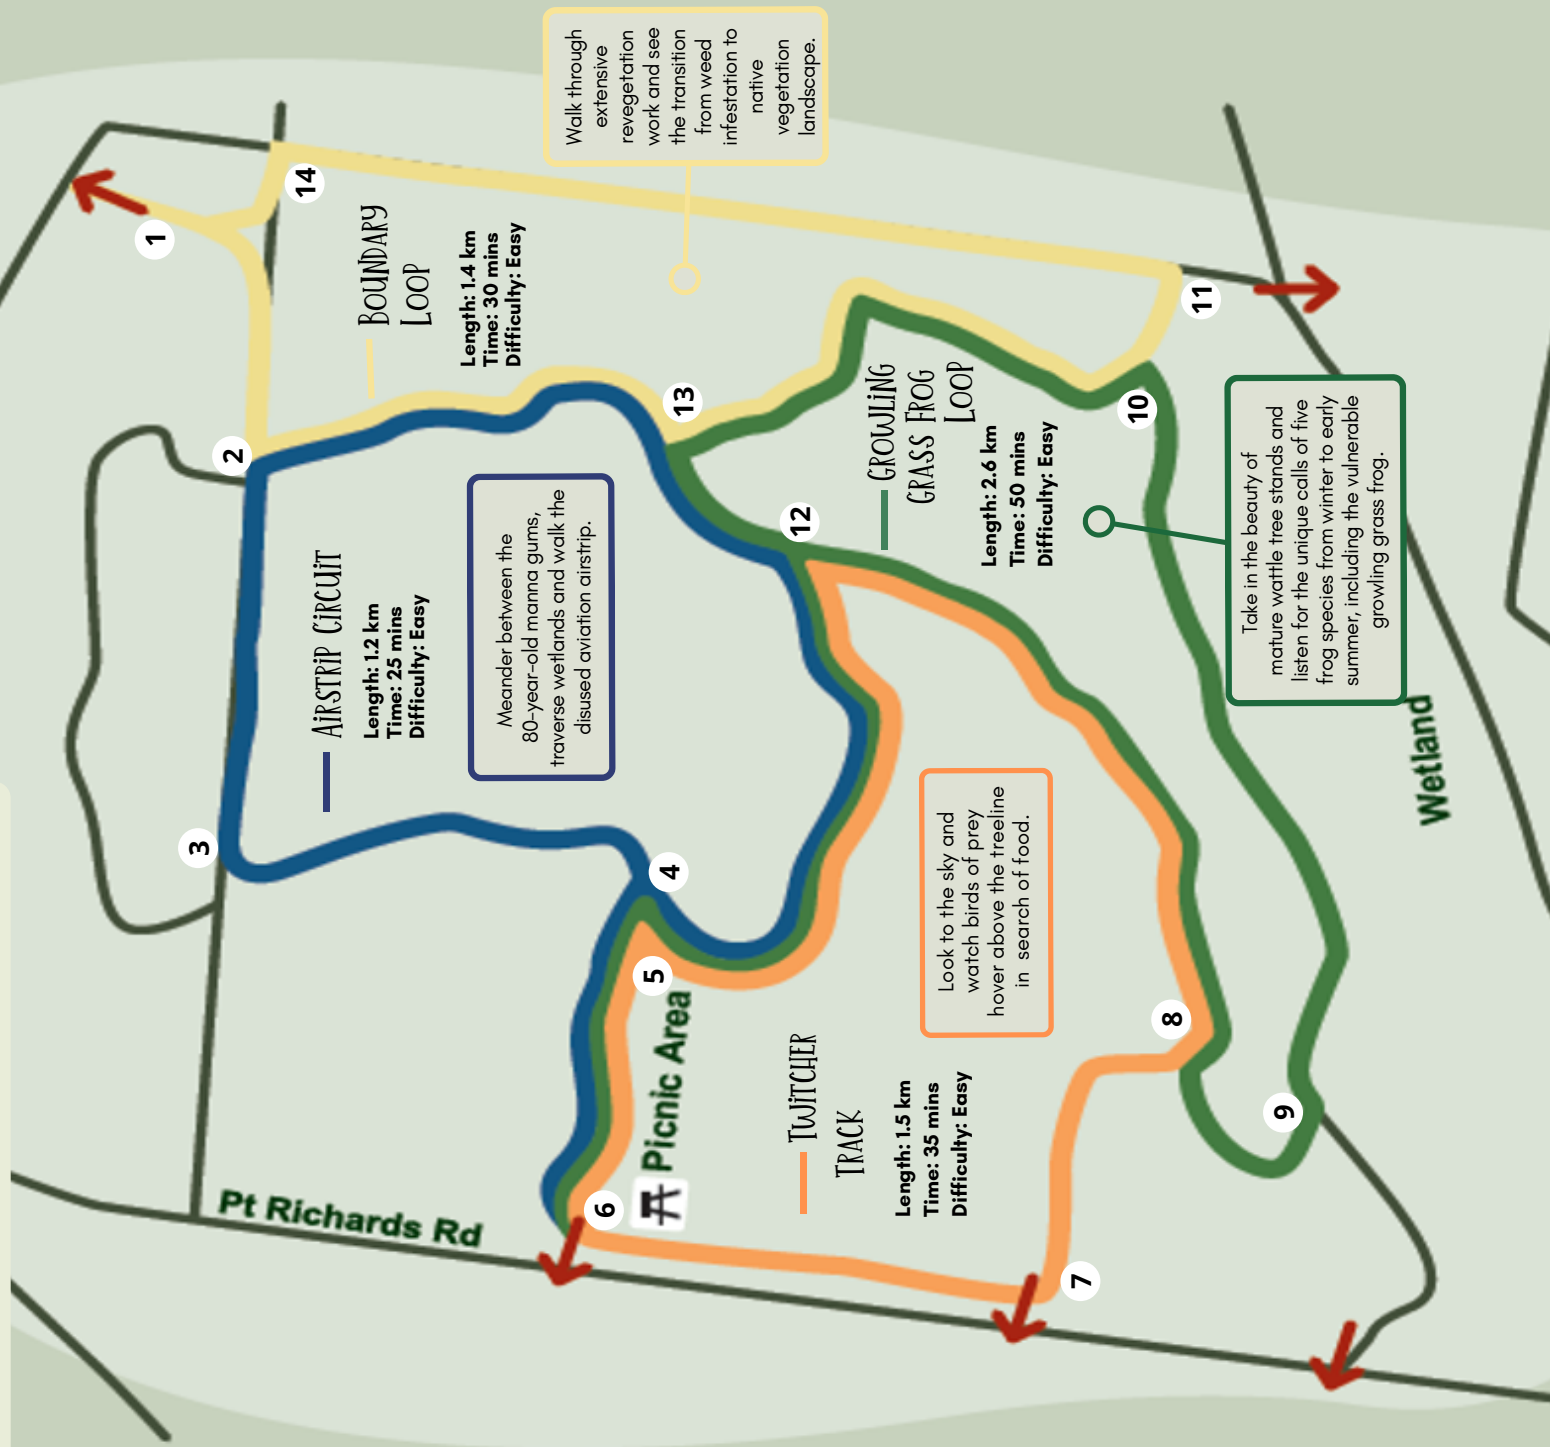 1
14
2
3
13
12
4
5
6
7
8
9
10
11
BOUNDARY
LOOP
Length: 1.4 km
Time: 30 mins
Difficulty: Easy
Walk through
extensive
revegetation
work and see
the transition
from weed
infestation to
native
vegetation
landscape.
AIRSTRIP CIRCUIT
Length: 1.2 km
Time: 25 mins
Difficulty: Easy
Meander between the
80-year-old manna gums,
traverse wetlands and walk the
disused aviation airstrip.
GROWLING
GRASS FROG
LOOP
Length: 2.6 km
Time: 50 mins
Difficulty: Easy
Take in the beauty of
mature wattle tree stands and
listen for the unique calls of five
frog species from winter to early
summer, including the vulnerable
growling grass frog.
TWITCHER
TRACK
Length: 1.5 km
Time: 35 mins
Difficulty: Easy
Look to the sky and
watch birds of prey
hover above the treeline
in search of food.
Pt Richards Rd
Picnic Area
Wetland